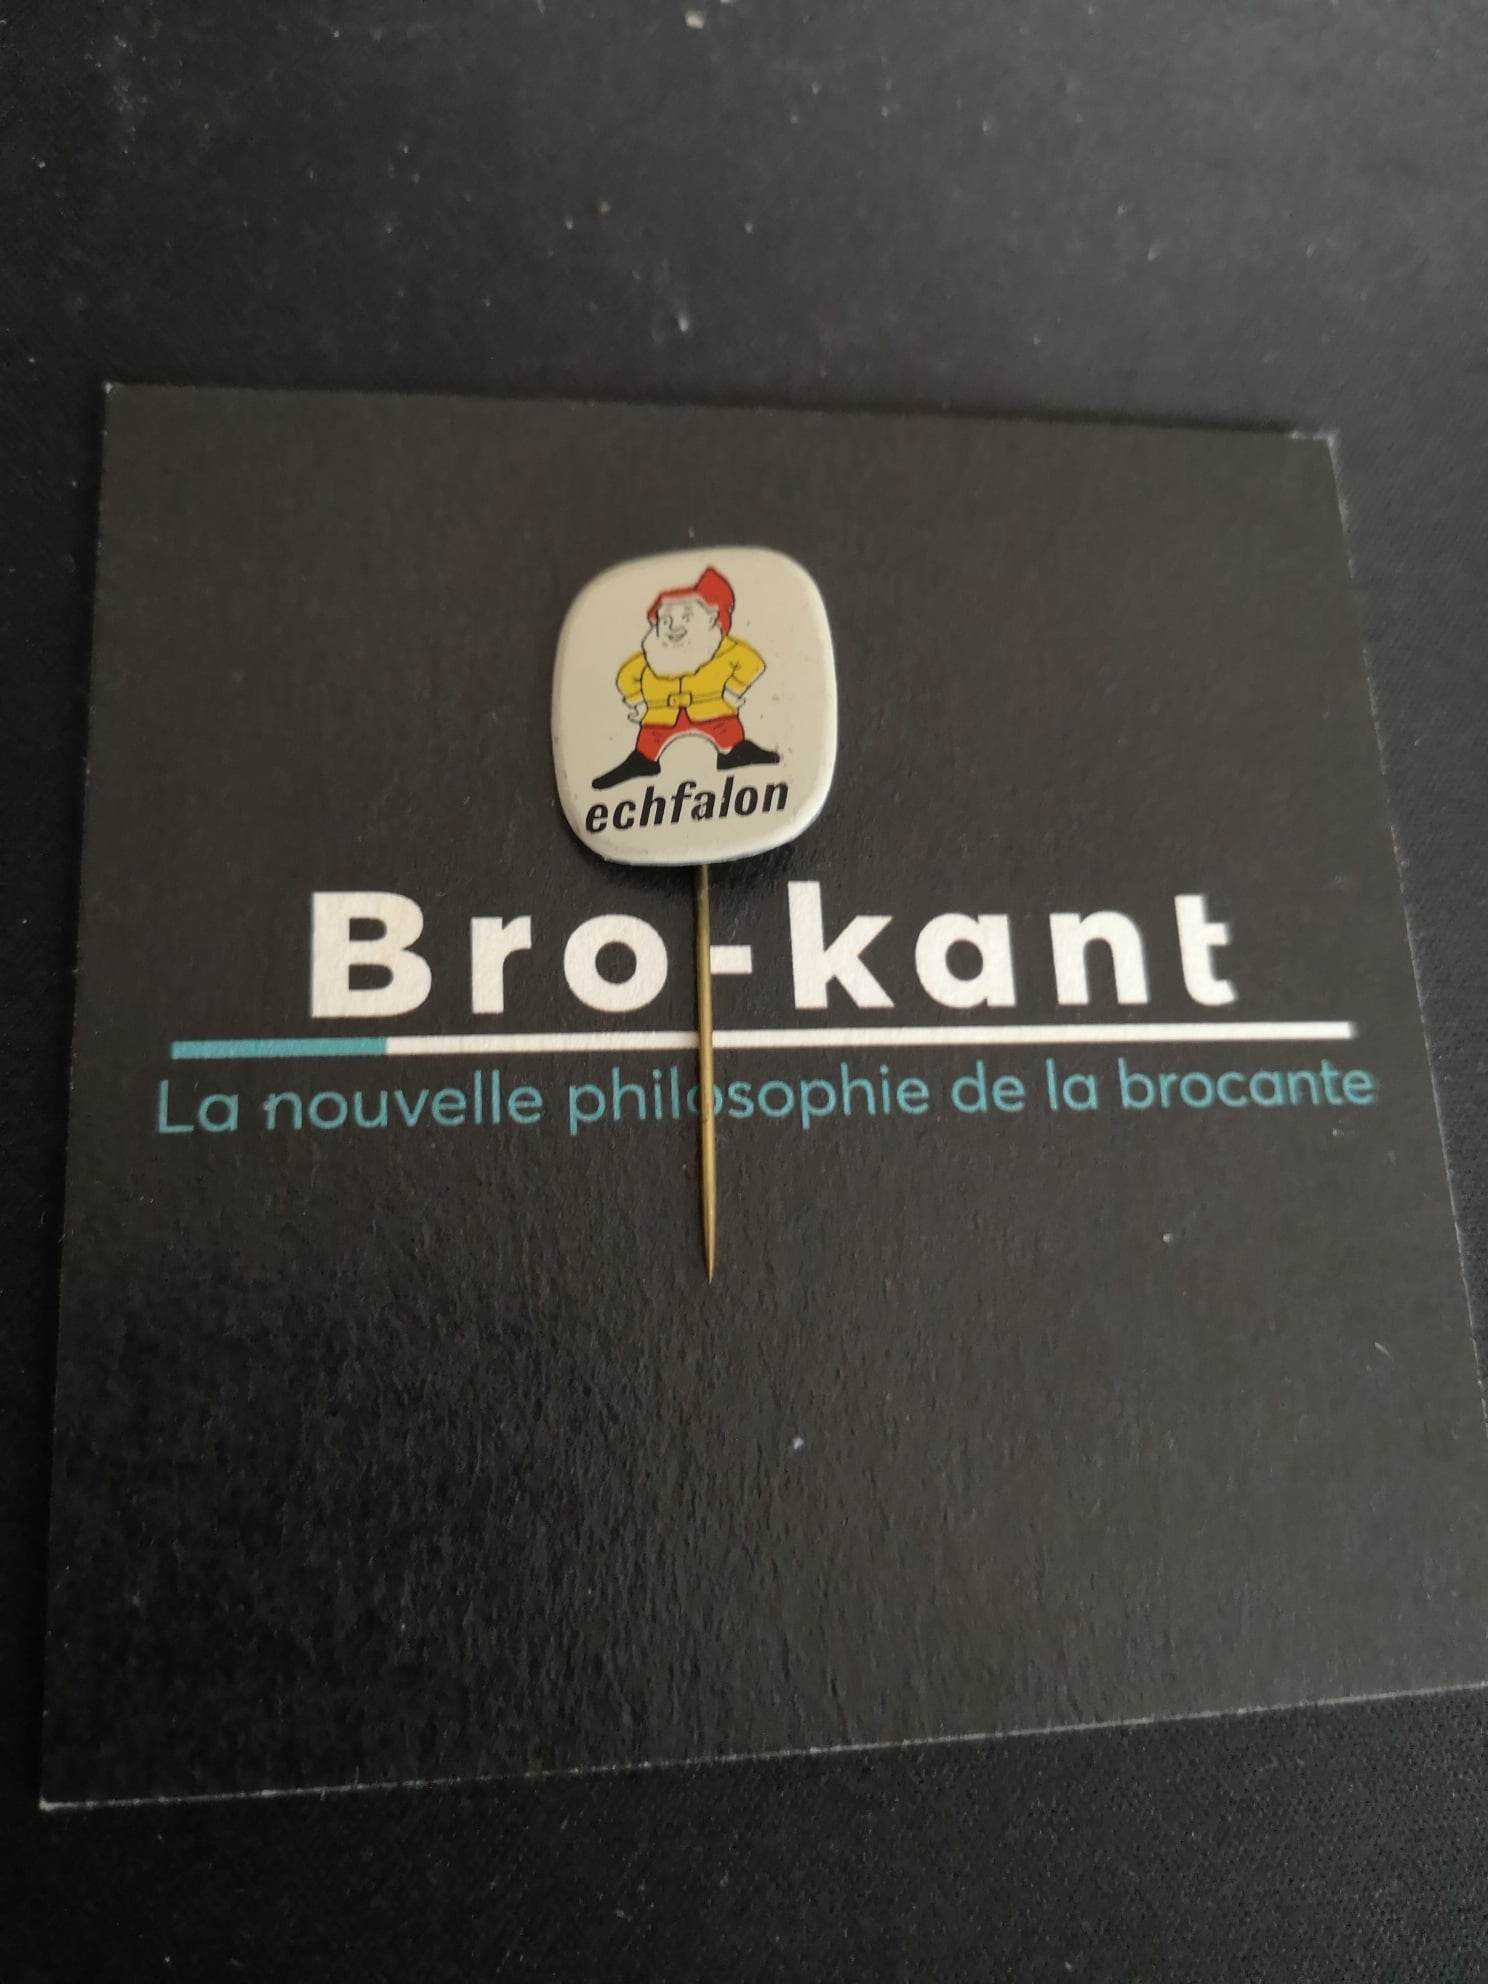 echfalon
Bro-kant
La nouvelle philosophie de la brocante